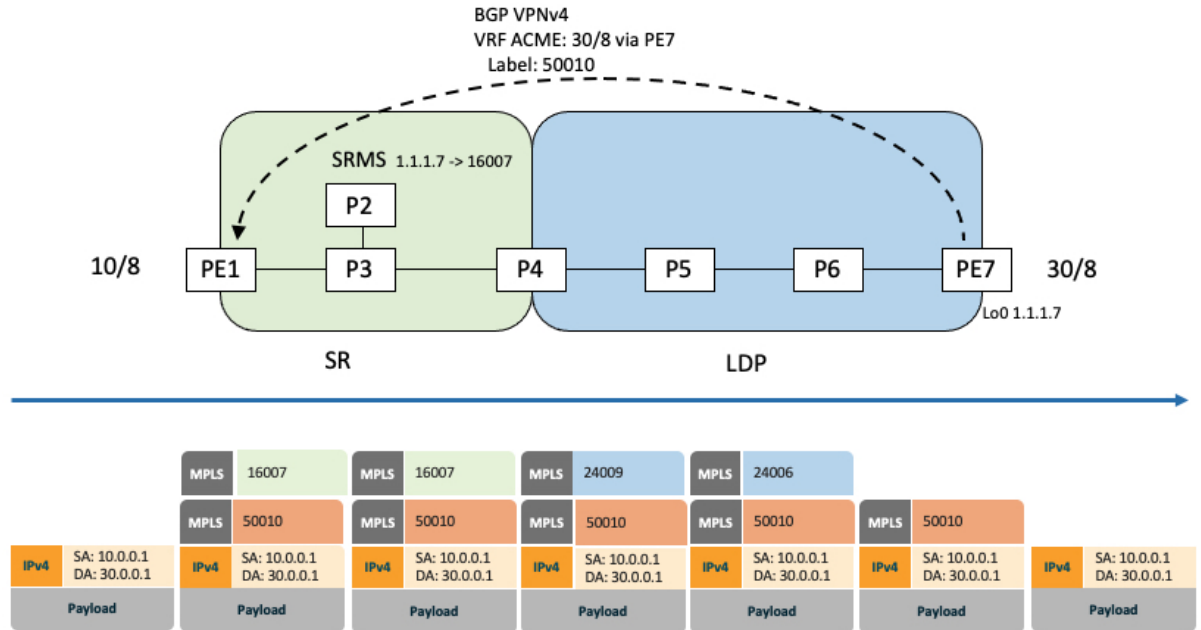 BGP VPNv4
VRF ACME: 30/8 via PE7
Label: 50010
SRMS 1.1.1.7 -> 16007
P2
10/8
PE1
P3
P4
P5
P6
PE7
30/8
Lo0 1.1.1.7
SR
LDP
MPLS 16007
MPLS 16007
MPLS 24009
MPLS 24006
MPLS 50010
MPLS 50010
MPLS 50010
MPLS 50010
MPLS 50010
IPv4 SA: 10.0.0.1
DA: 30.0.0.1
IPv4 SA: 10.0.0.1
DA: 30.0.0.1
IPv4 SA: 10.0.0.1
DA: 30.0.0.1
IPv4 SA: 10.0.0.1
DA: 30.0.0.1
IPv4 SA: 10.0.0.1
DA: 30.0.0.1
IPv4 SA: 10.0.0.1
DA: 30.0.0.1
IPv4 SA: 10.0.0.1
DA: 30.0.0.1
Payload
Payload
Payload
Payload
Payload
Payload
Payload